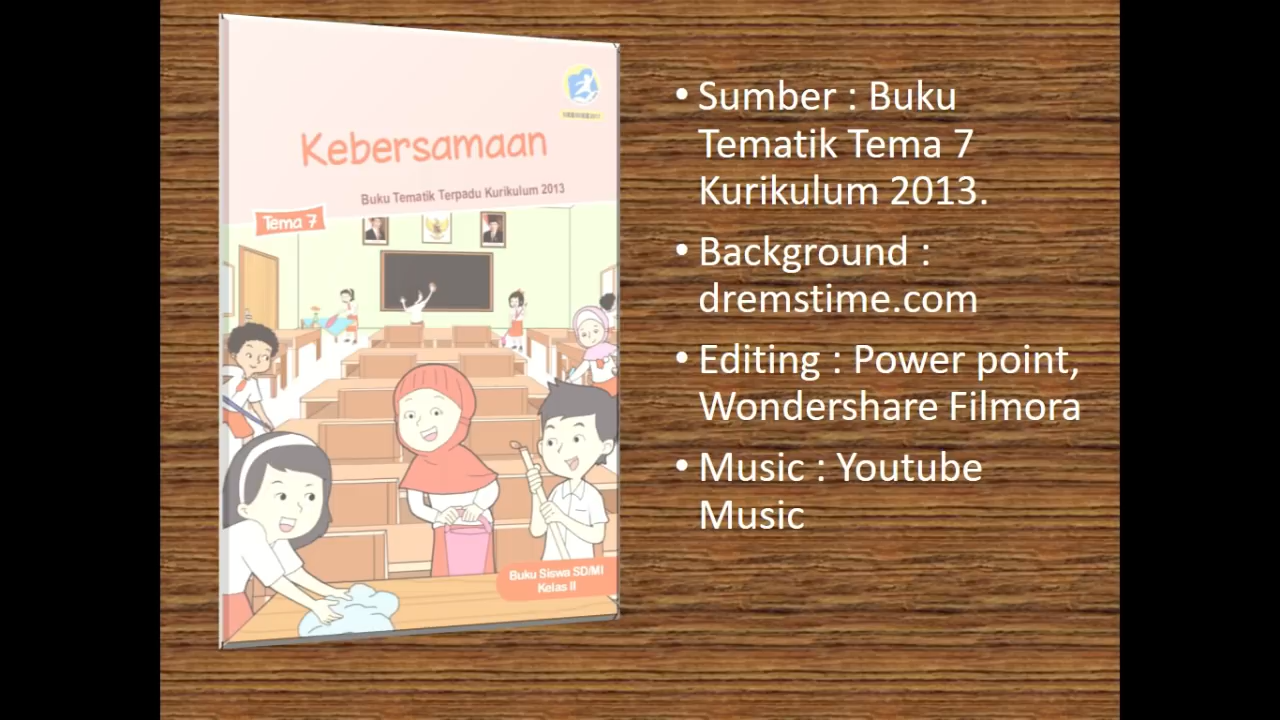 Kebersamaan
Buku Tematik Terpadu Kurikulum 2013
Tema 7
Buku Siswa SD/MI
Kelas II
• Sumber : Buku
Tematik Tema 7
Kurikulum 2013.
• Background :
dremstime.com
• Editing : Power point,
Wondershare Filmora
• Music : Youtube
Music